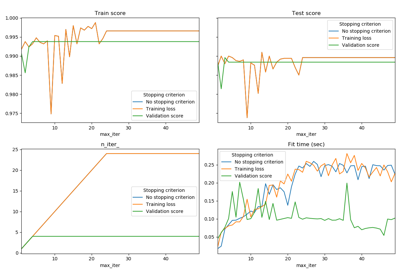 Train score
Test score
1.000
0.995
0.990
0.985
0.980
0.975
Stopping criterion
No stopping criterion
Training loss
Validation score
10
20
30
40
max_iter
Stopping criterion
No stopping criterion
Training loss
Validation score
10
20
30
40
max_iter
n_iter_
Fit time (sec)
25
20
15
10
5
0
Stopping criterion
No stopping criterion
Training loss
Validation score
10
20
30
40
max_iter
0.25
0.20
0.15
0.10
0.05
Stopping criterion
No stopping criterion
Training loss
Validation score
10
20
30
40
max_iter